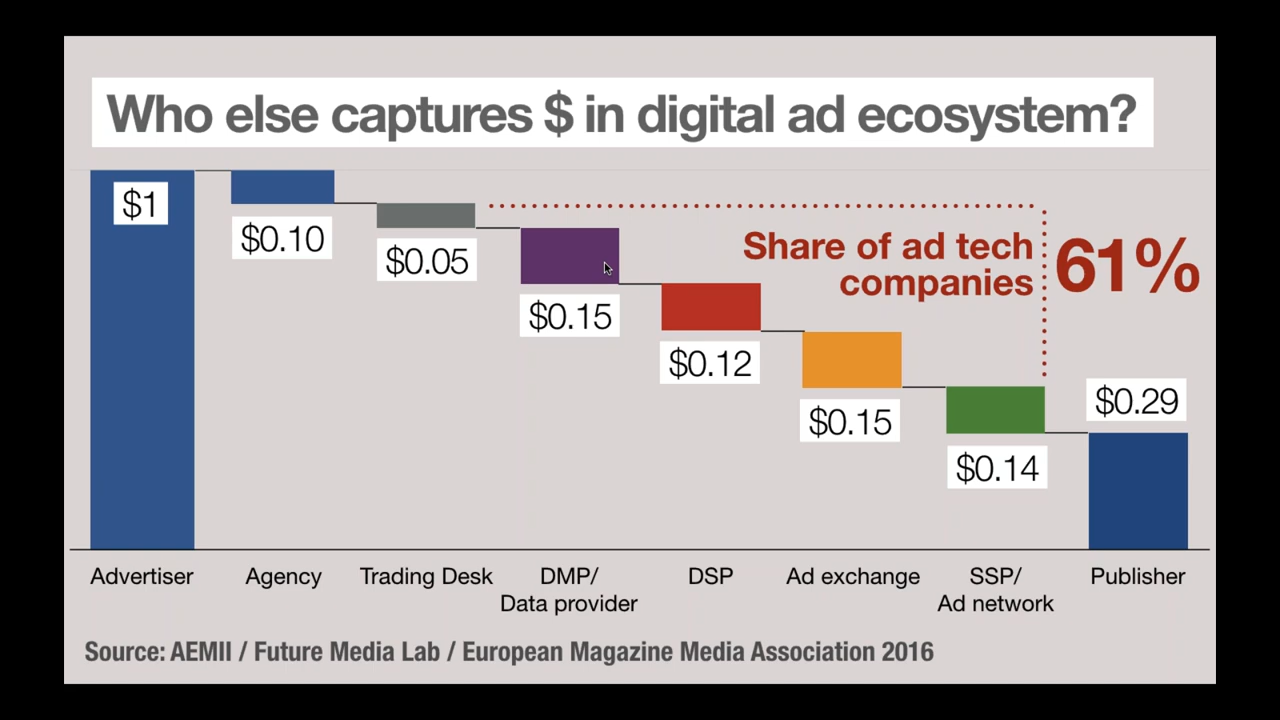 Who else captures $ in digital ad ecosystem?
$1
$0.10
$0.05
$0.15
$0.12
$0.15
$0.14
$0.29
Share of ad tech
companies
61%
Advertiser
Agency
Trading Desk
DMP/
Data provider
DSP
Ad exchange
SSP/
Ad network
Publisher
Source: AEMII / Future Media Lab / European Magazine Media Association 2016